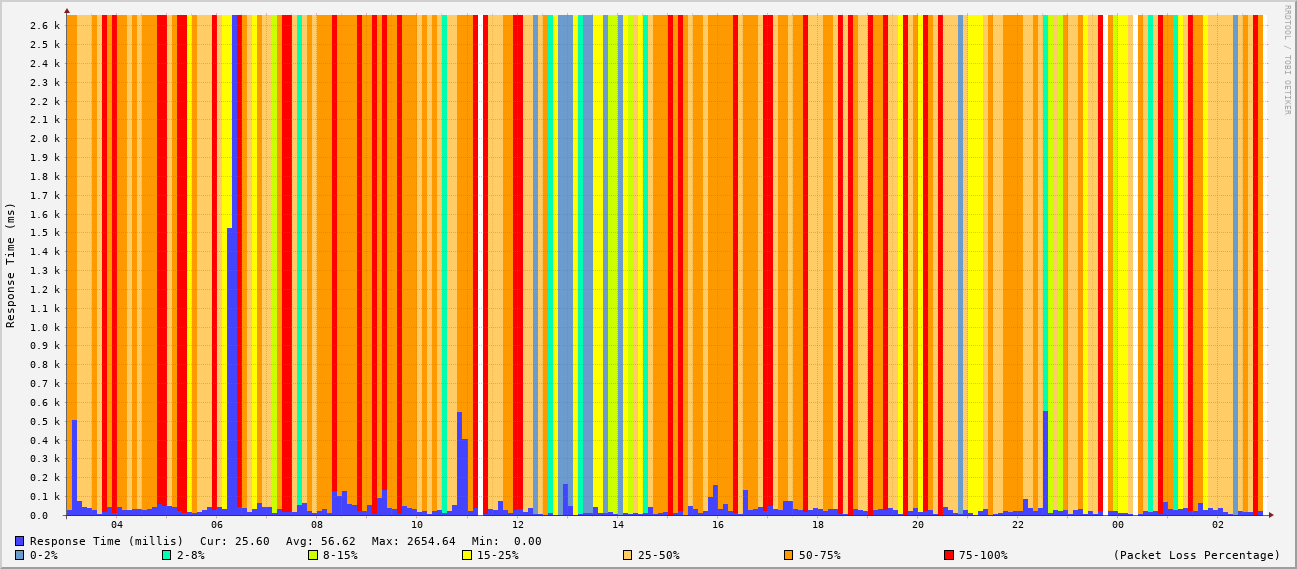 RRDTOOL / TOBI OETIKER
Response Time (ms)
2.6 k
2.5 k
2.4 k
2.3 k
2.2 k
2.1 k
2.0 k
1.9 k
1.8 k
1.7 k
1.6 k
1.5 k
1.4 k
1.3 k
1.2 k
1.1 k
1.0 k
0.9 k
0.8 k
0.7 k
0.6 k
0.5 k
0.4 k
0.3 k
0.2 k
0.1 k
0.0
04 06 08 10 12 14 16 18 20 22 00 02
Response Time (millis) Cur: 25.60 Avg: 56.62 Max: 2654.64 Min: 0.00
0-2% 2-8% 8-15% 15-25% 25-50% 50-75% 75-100% (Packet Loss Percentage)